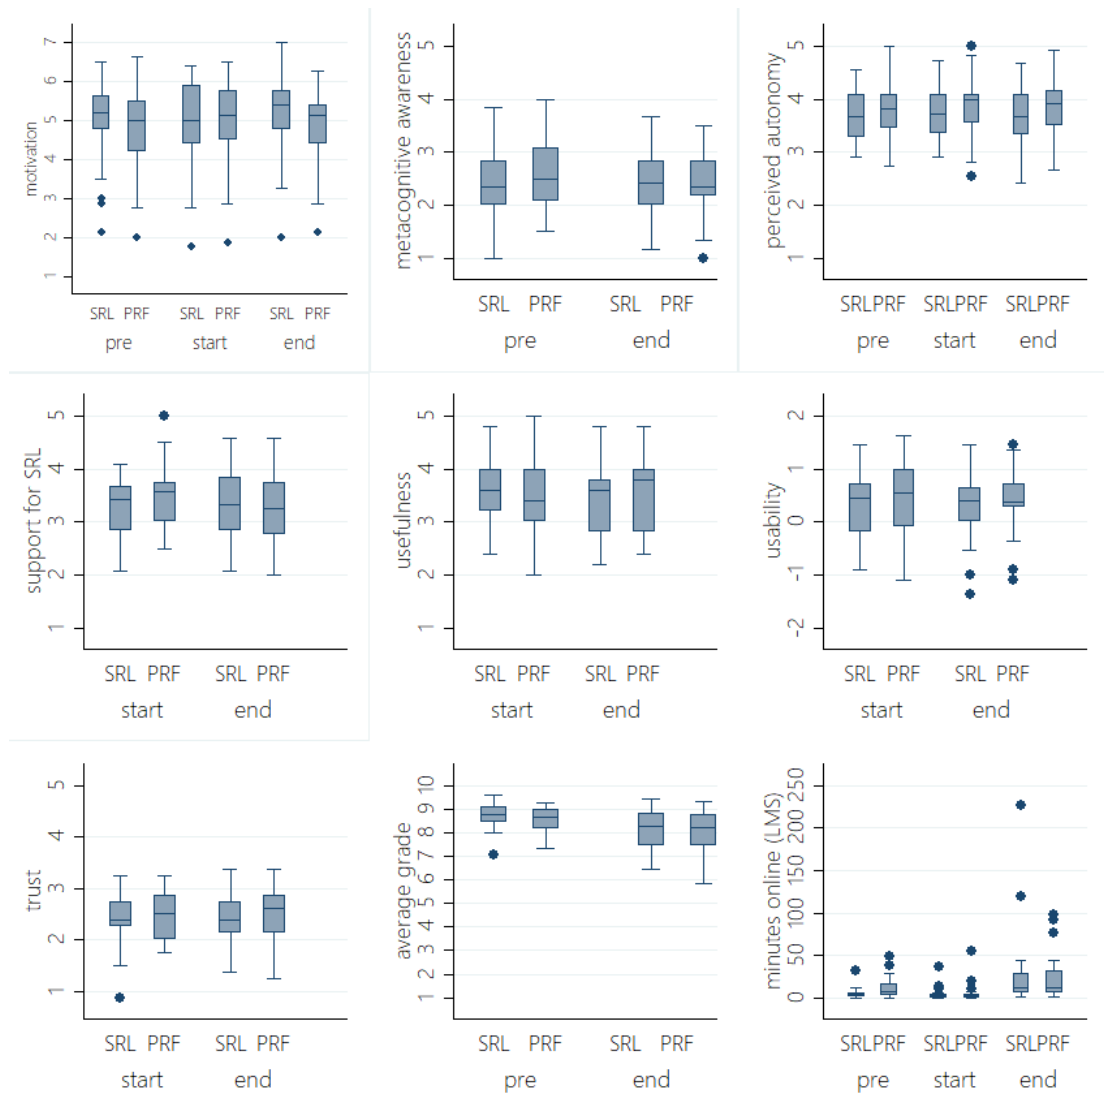 motivation
7
6
5
4
3
2
1
SRL PRF SRL PRF SRL PRF
pre start end
metacognitive awareness
5
4
3
2
1
SRL PRF SRL PRF
pre end
perceived autonomy
5
4
3
2
1
SRLPRF SRLPRF SRLPRF
pre start end
support for SRL
5
4
3
2
1
SRL PRF SRL PRF
start end
usefulness
5
4
3
2
1
SRL PRF SRL PRF
start end
usability
2
1
0
-1
-2
SRL PRF SRL PRF
start end
trust
5
4
3
2
1
SRL PRF SRL PRF
start end
average grade
10
9
8
7
6
5
4
3
2
1
SRL PRF SRL PRF
pre end
minutes online (LMS)
250
200
150
100
50
0
SRLPRF SRLPRF SRLPRF
pre start end